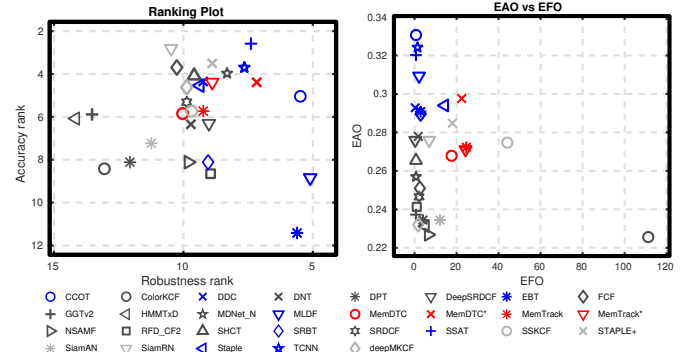 Ranking Plot
EAO vs EFO
2
4
6
8
10
12
Accuracy rank
15
10
5
Robustness rank
0.34
0.32
0.3
0.28
0.26
0.24
0.22
EAO
0
20
40
60
80
100
120
EFO
CCOT ColorKCF DDC DNT DPT DeepSRDCF EBT FCF
GGTv2 HMMTxD MDNet_N MLDF MemDTC MemDTC* MemTrack MemTrack*
NSAMF RFD_CF2 SHCT SRBT SRDCF SSAT SSKCF STAPLE+
SiamAN SiamRN Staple TCNN deepMKCF